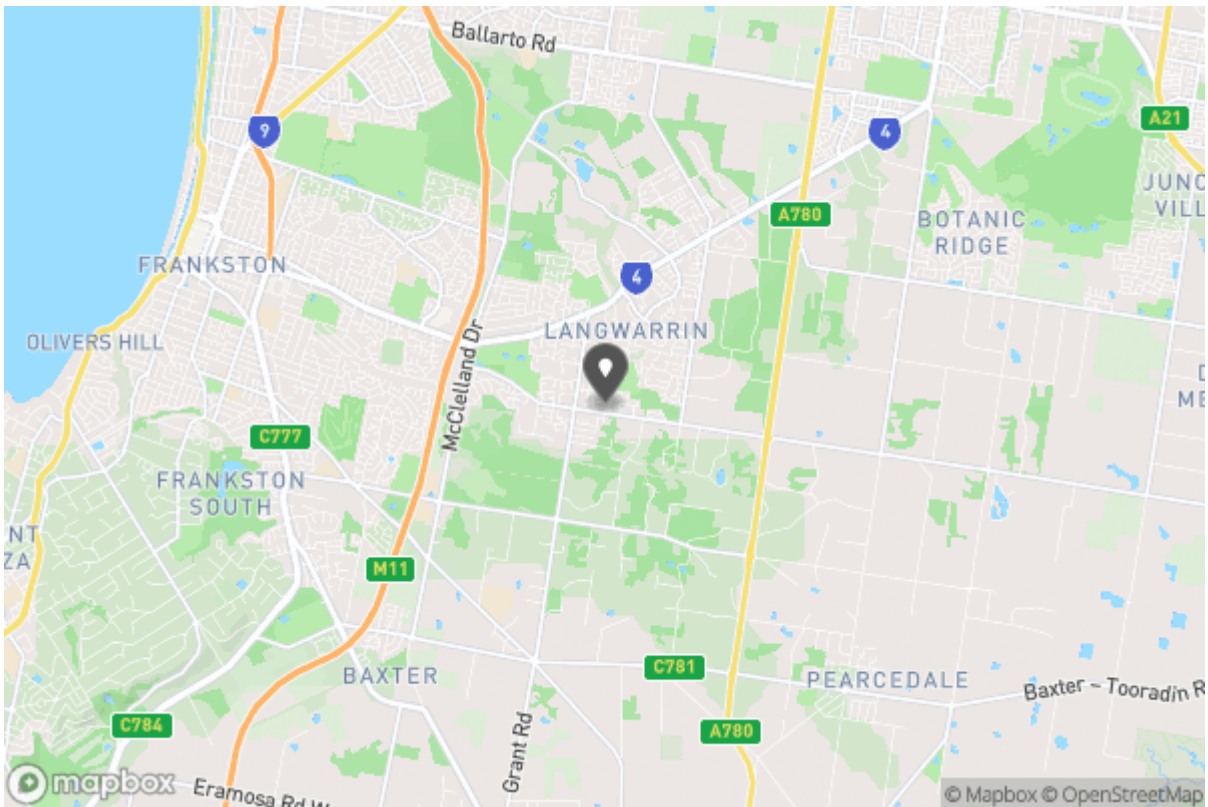 Ballarto Rd
9
4
A21
JUNC
VILL
A780
BOTANIC
RIDGE
FRANKSTON
4
OLIVERS HILL
LANGWARRIN
McClelland Dr
D
ME
C777
FRANKSTON
SOUTH
NT
ZA
M11
C781
BAXTER
PEARCEDALE
Baxter – Tooradin R
C784
A780
Grant Rd
mapbox
Eramosa Rd W
© Mapbox © OpenStreetMap